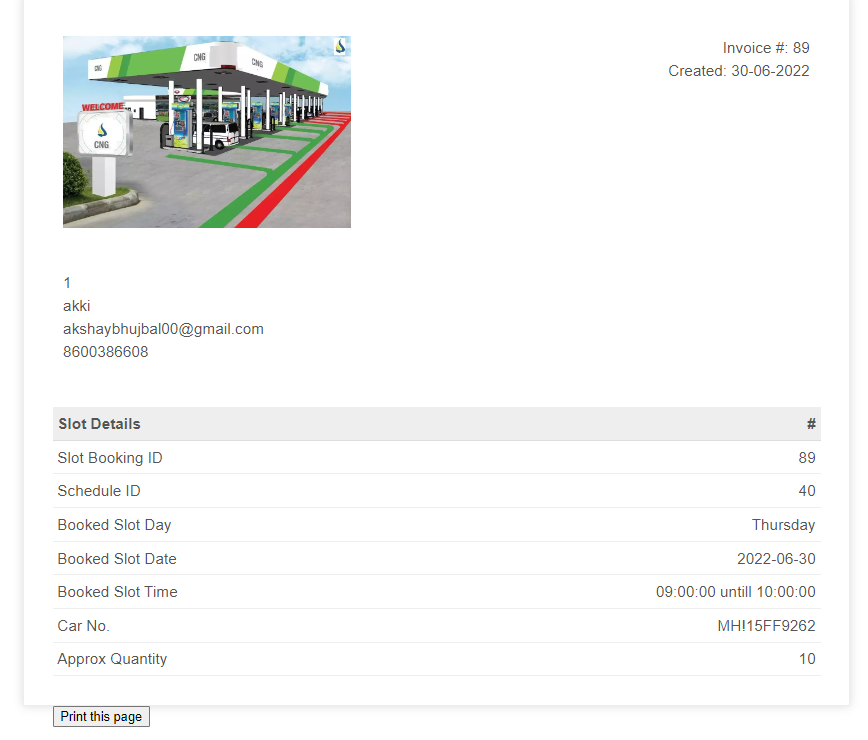 CNG CNG CNG
WELCOME
CNG
Invoice #: 89
Created: 30-06-2022
1
akki
akshaybhujbal00@gmail.com
8600386608
Slot Details #
Slot Booking ID 89
Schedule ID 40
Booked Slot Day Thursday
Booked Slot Date 2022-06-30
Booked Slot Time 09:00:00 untill 10:00:00
Car No. MH!15FF9262
Approx Quantity 10
Print this page